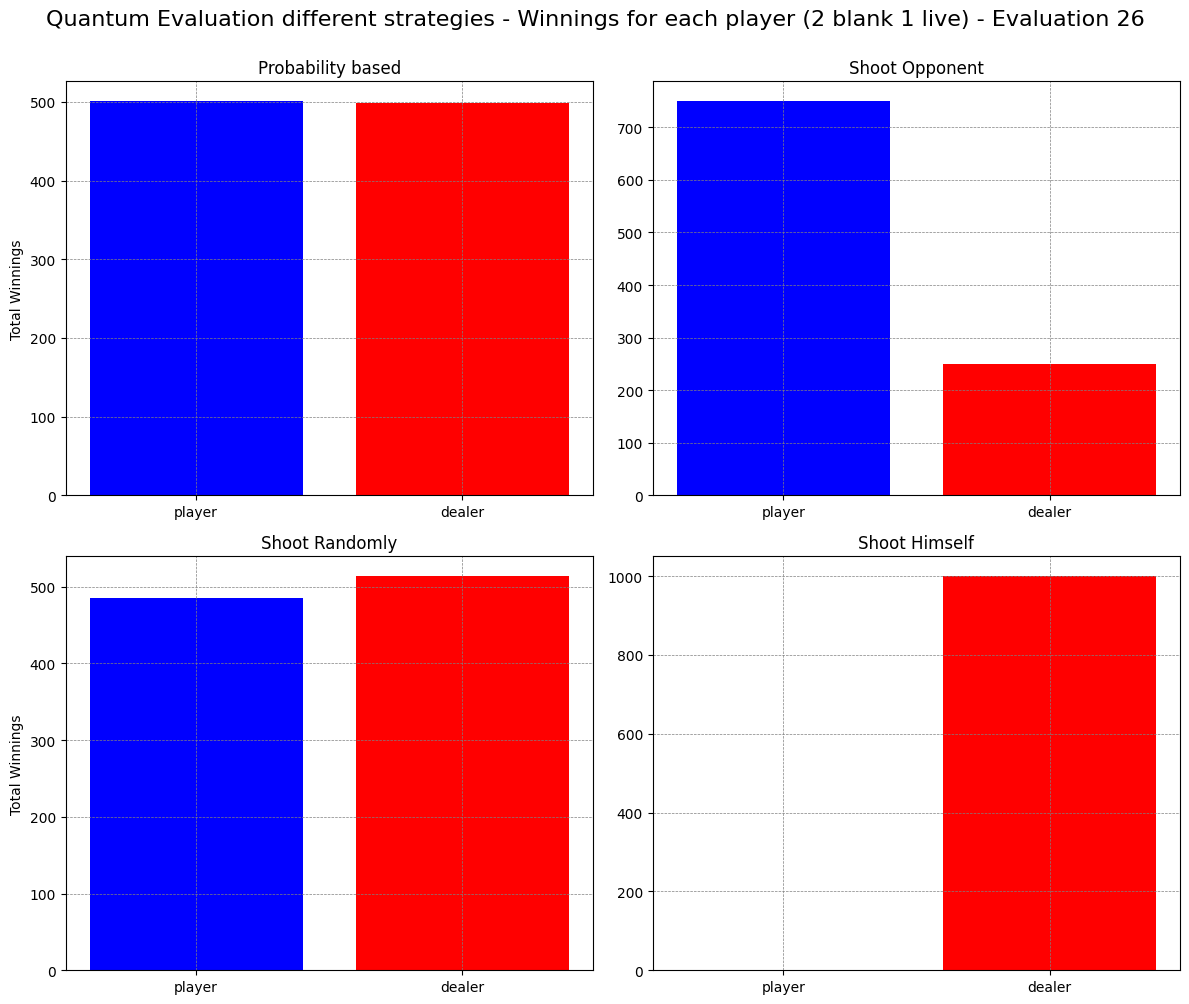 Quantum Evaluation different strategies - Winnings for each player (2 blank 1 live) - Evaluation 26
Probability based
Total Winnings
500
400
300
200
100
0
player
dealer
Shoot Opponent
700
600
500
400
300
200
100
0
player
dealer
Shoot Randomly
Total Winnings
500
400
300
200
100
0
player
dealer
Shoot Himself
1000
800
600
400
200
0
player
dealer